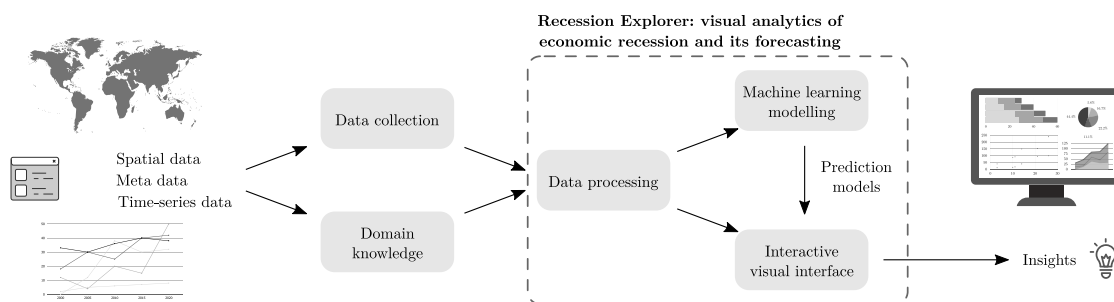 Recession Explorer: visual analytics of
economic recession and its forecasting
Spatial data
Meta data
Time-series data
Data collection
Domain
knowledge
Data processing
Machine learning
modelling
Prediction
models
Interactive
visual interface
Insights